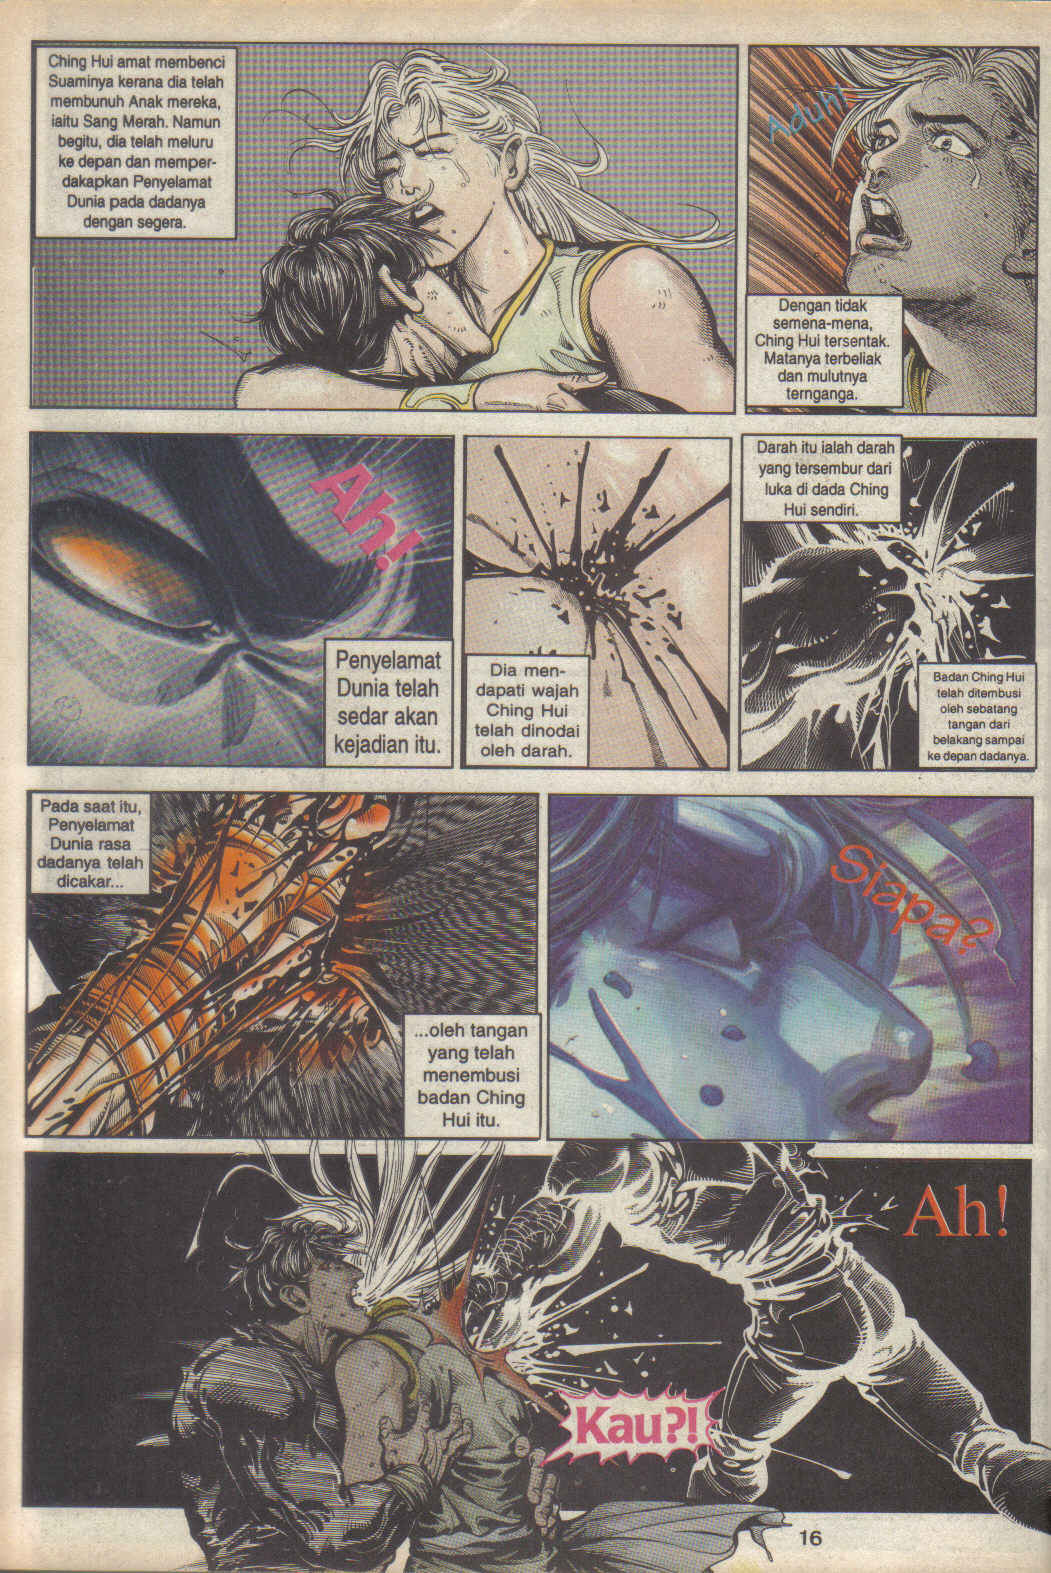 Ching Hui amat membenci
Suaminya kerana dia telah
membunuh Anak mereka,
iaitu Sang Merah. Namun
begitu, dia telah meluru
ke depan dan memper-
dakapkan Penyelamat
Dunia pada dadanya
dengan segera.
Aduh!
Dengan tidak
semena-mena,
Ching Hui tersentak.
Matanya terbeliak
dan mulutnya
ternganga.
Ah!
Penyelamat
Dunia telah
sedar akan
kejadian itu.
Dia men-
dapati wajah
Ching Hui
telah dinodai
oleh darah.
Darah itu ialah darah
yang tersembur dari
luka di dada Ching
Hui sendiri.
Badan Ching Hui
telah ditembusi
oleh sebatang
tangan dari
belakang sampai
ke depan dadanya.
Pada saat itu,
Penyelamat
Dunia rasa
dadanya telah
dicakar...
...oleh tangan
yang telah
menembusi
badan Ching
Hui itu.
Siapa?
Ah!
Kau?!
16